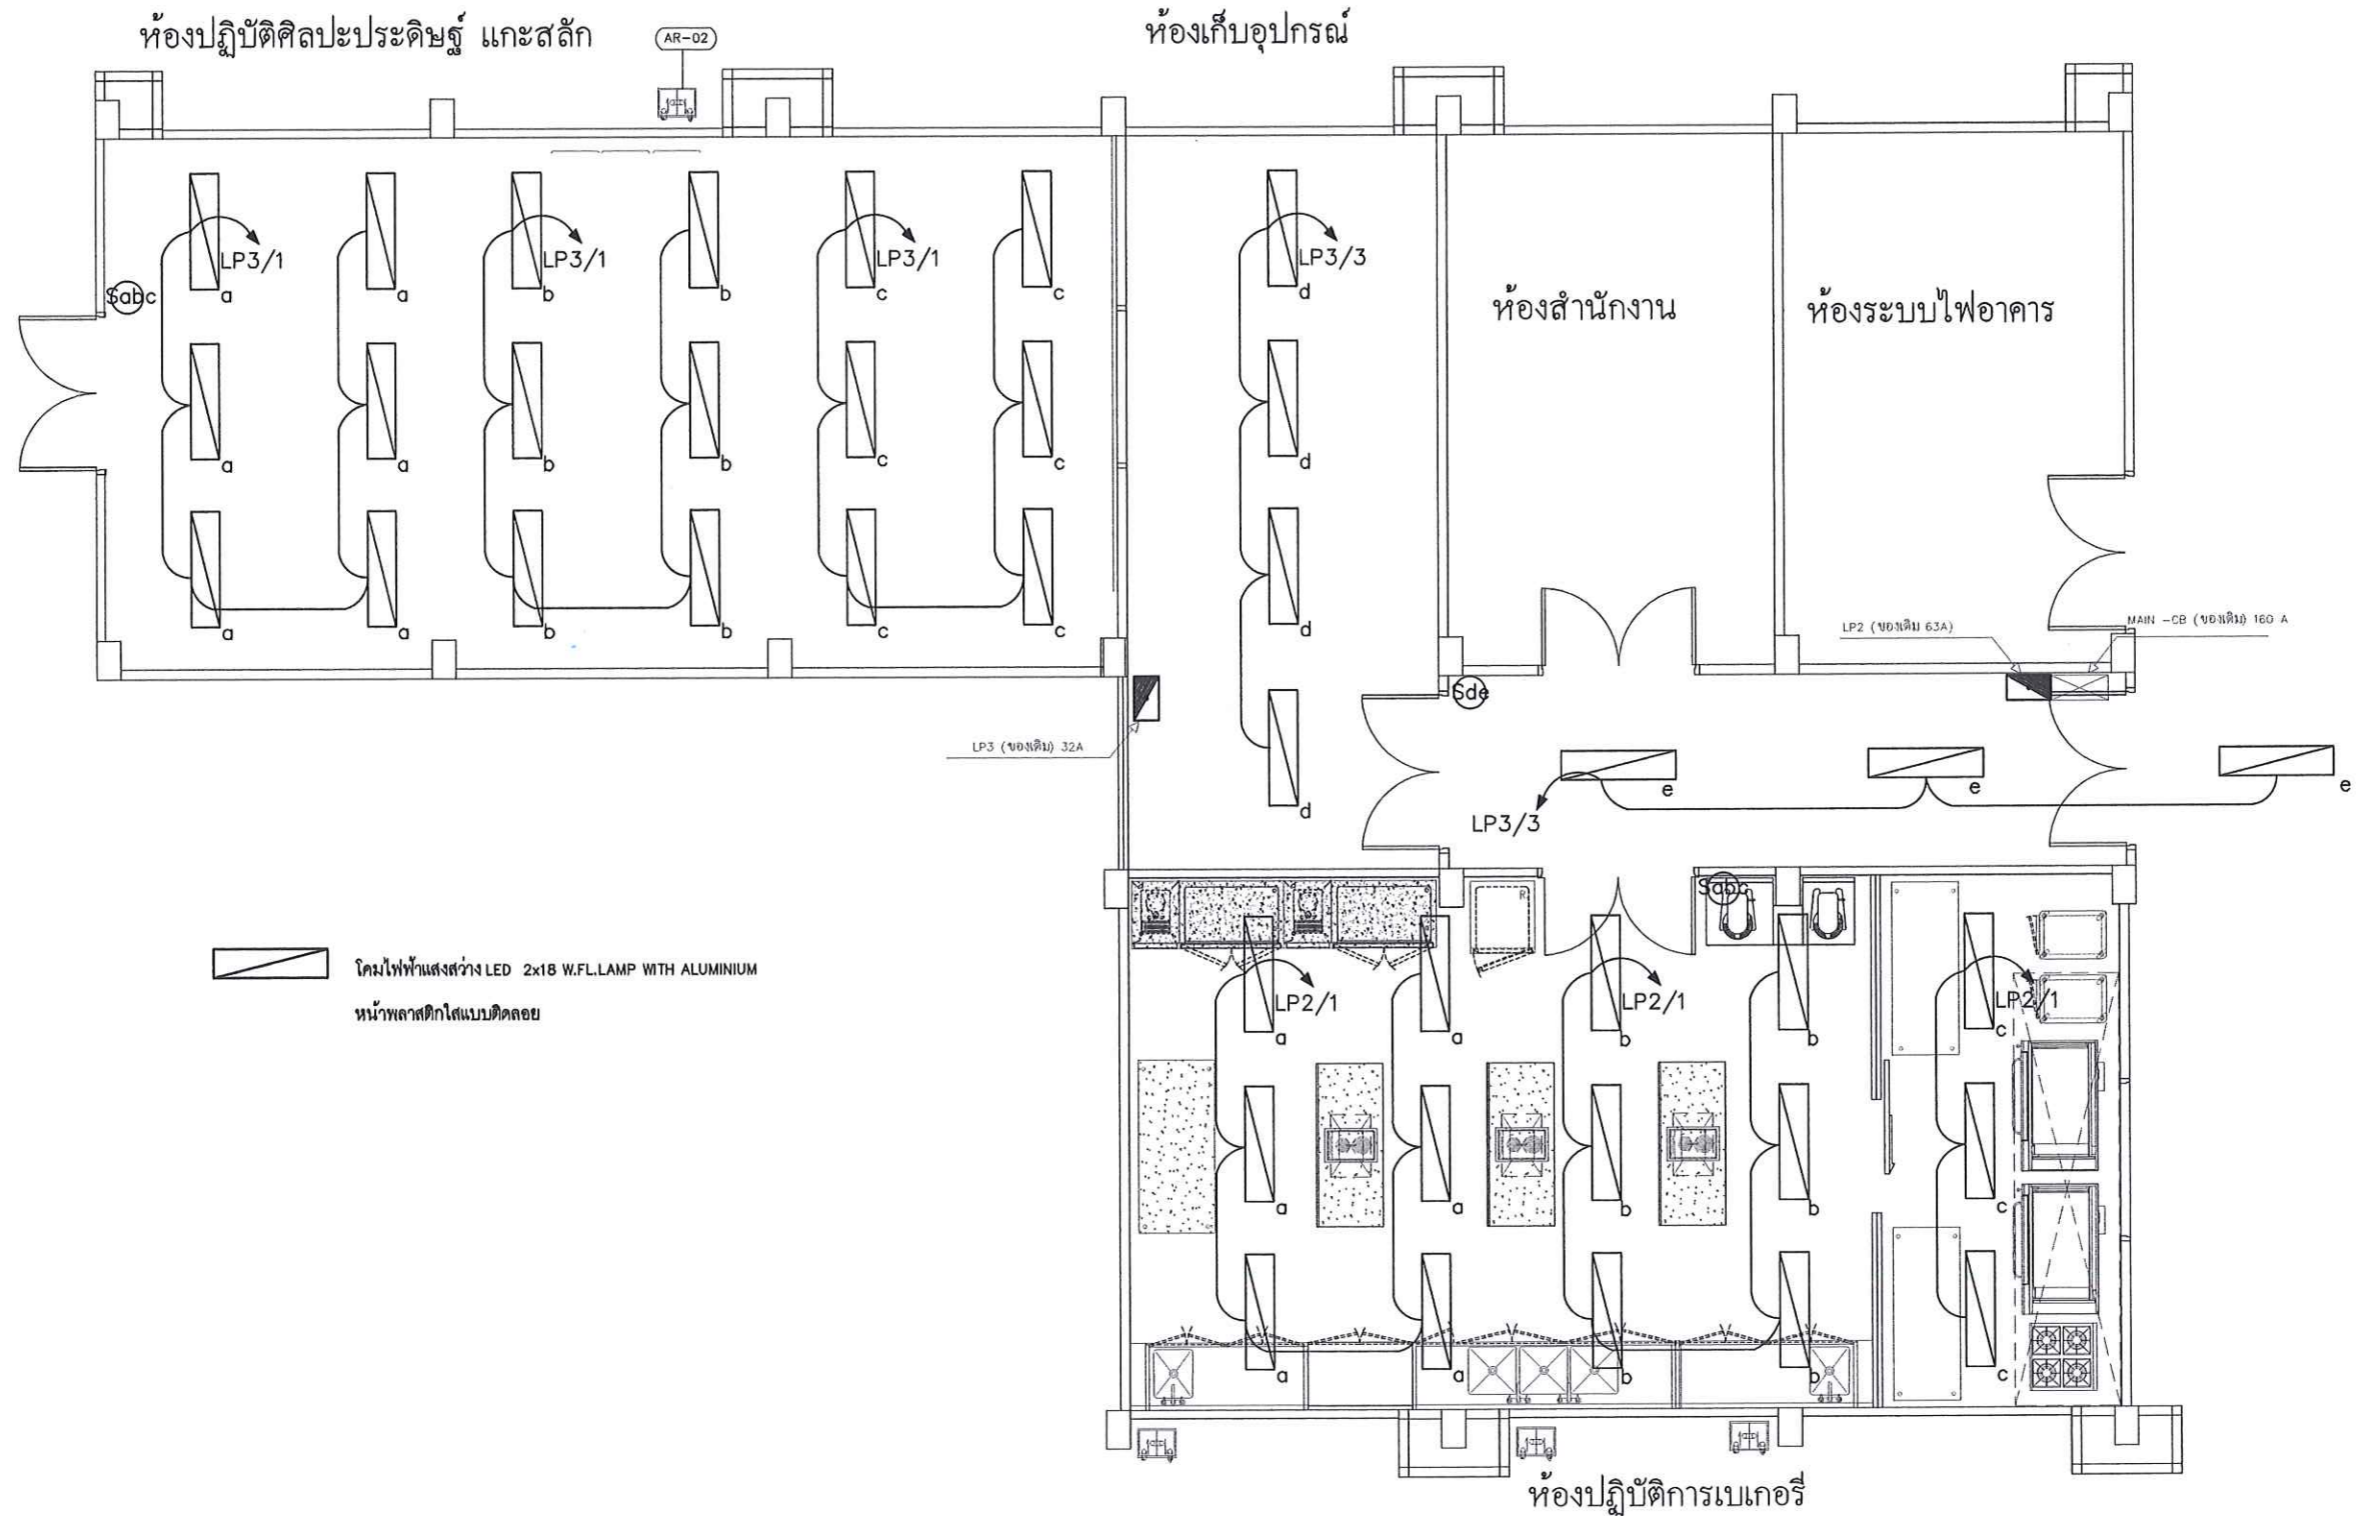 ห้องปฏิบัติศิลปะประดิษฐ์ แกะสลัก
AR-02
ห้องเก็บอุปกรณ์
LP3/1
LP3/1
LP3/1
LP3/3
Sabc
a
a
b
b
c
c
d
ห้องสำนักงาน
ห้องระบบไฟอาคาร
a
a
b
b
c
c
d
a
a
b
b
c
c
d
LP2 (ของเดิม 63A)
MAIN -CB (ของเดิม) 160 A
Sde
LP3 (ของเดิม) 32A
e
e
e
d
LP3/3
Sabc
R
โคมไฟฟ้าแสงสว่าง LED 2x18 W.FL.LAMP WITH ALUMINIUM
หน้าพลาสติกใสแบบติดลอย
LP2/1
LP2/1
LP2/1
a
a
b
b
c
a
a
b
b
c
a
a
b
b
c
ห้องปฏิบัติการเบเกอรี่